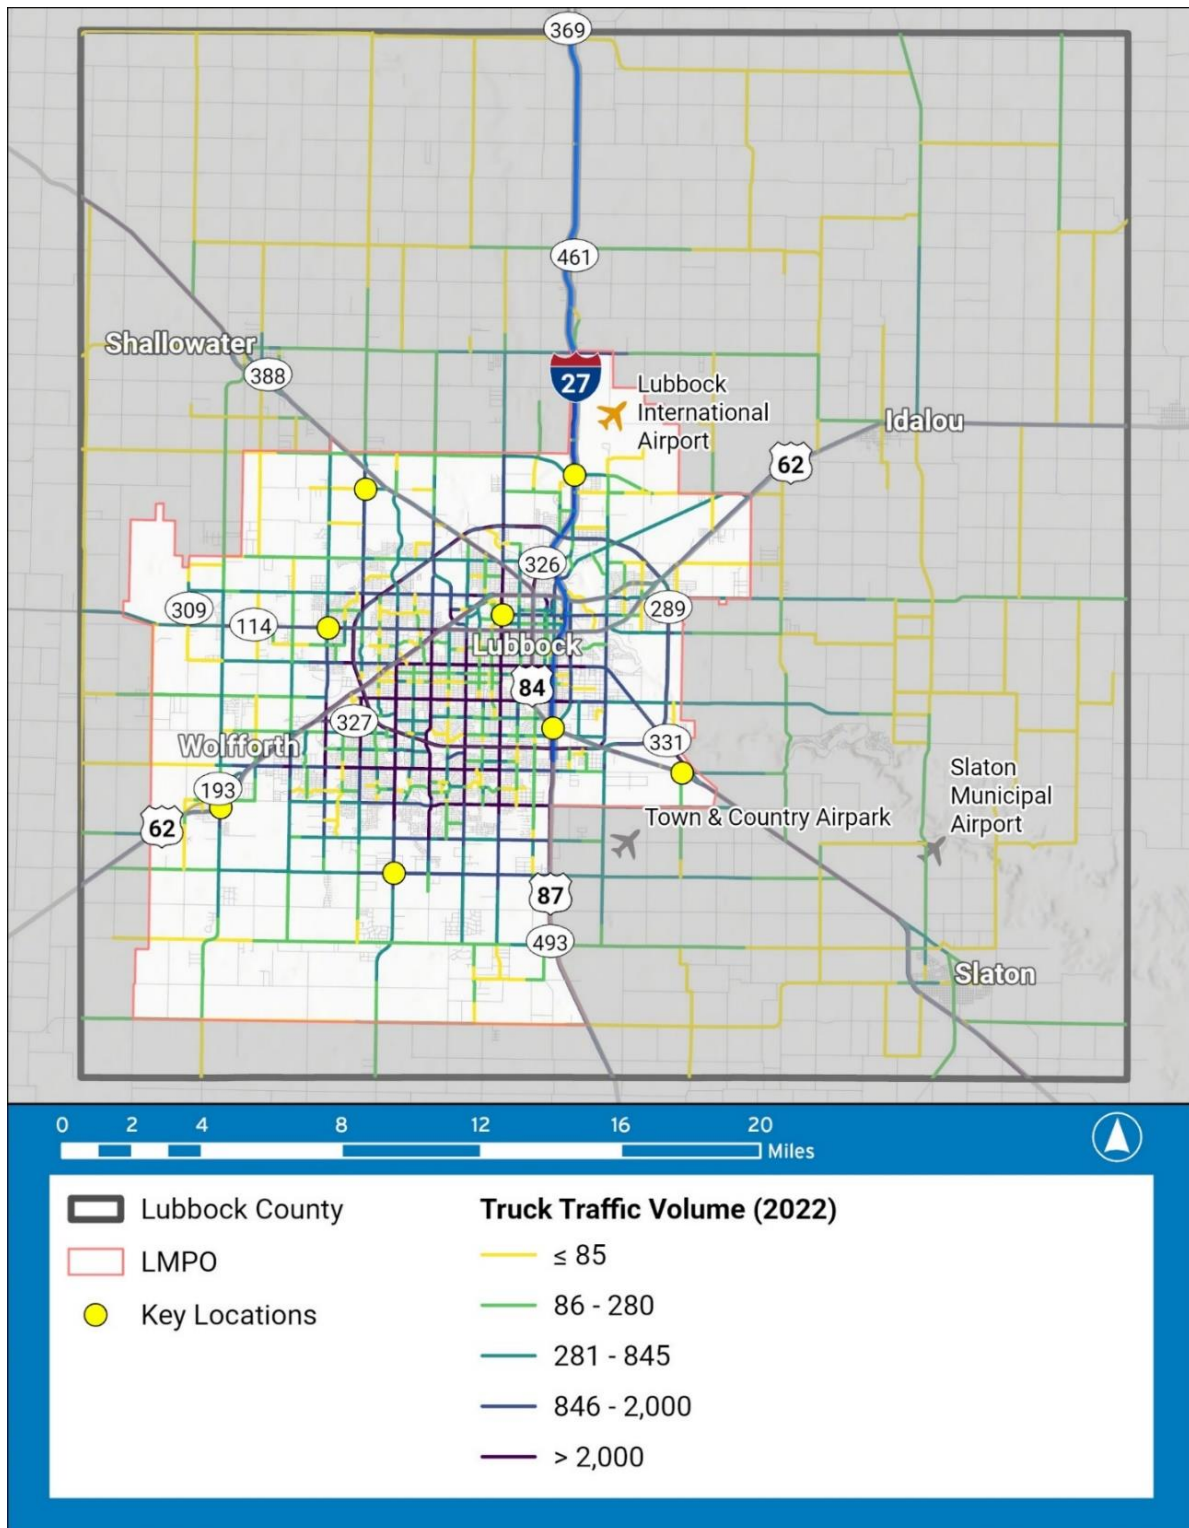 369
461
Shallowater
388
27
Lubbock
International
Airport
Idalou
62
326
309
114
289
Lubbock
84
327
331
Wolfforth
193
62
Slaton
Municipal
Airport
Town & Country Airpark
87
493
Slaton
0 2 4 8 12 16 20
Miles
Lubbock County
LMPO
Key Locations
Truck Traffic Volume (2022)
≤ 85
86 - 280
281 - 845
846 - 2,000
> 2,000